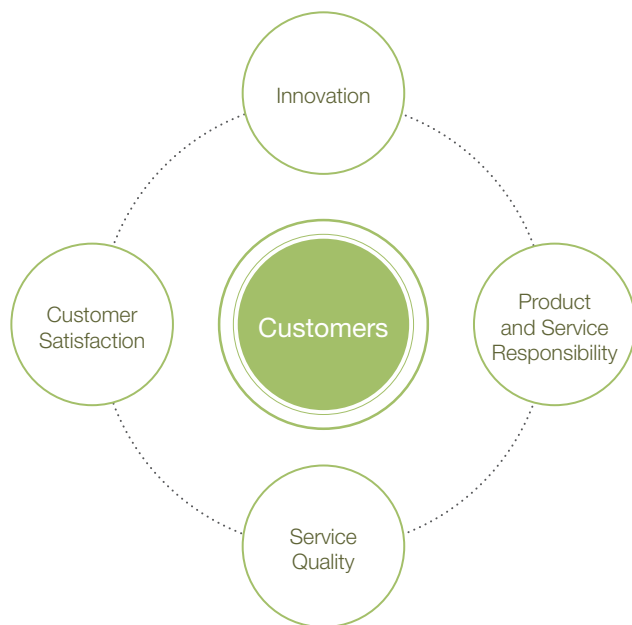 Innovation
Customer
Satisfaction
Customers
Product
and Service
Responsibility
Service
Quality